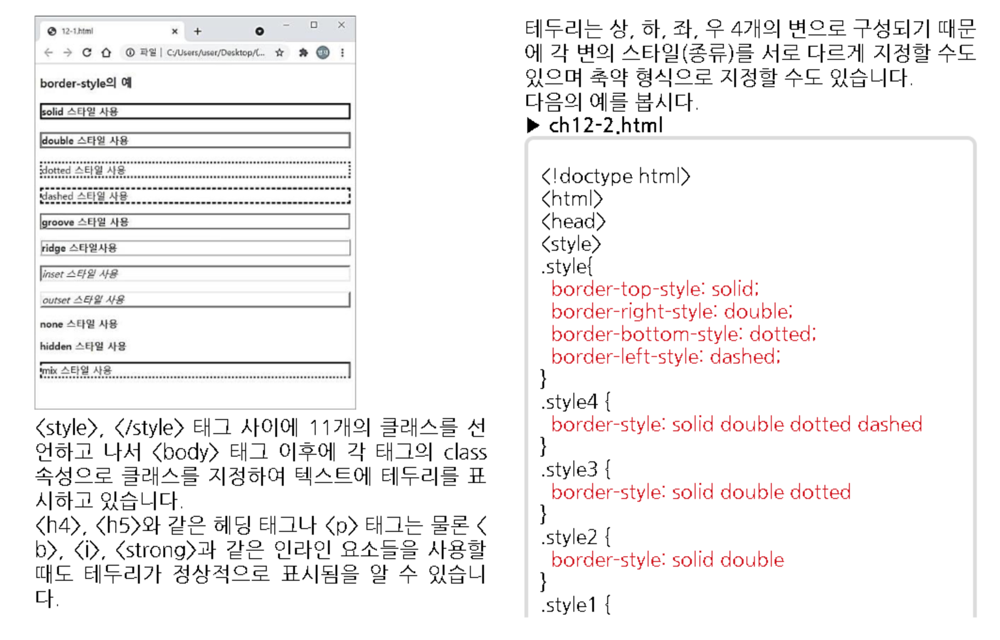 12-1.html
파일 | C:/Users/user/Desktop/(...
border-style의 예
solid 스타일 사용
double 스타일 사용
dotted 스타일 사용
dashed 스타일 사용
groove 스타일 사용
ridge 스타일사용
inset 스타일 사용
outset 스타일 사용
none 스타일 사용
hidden 스타일 사용
mix 스타일 사용
<style>, </style> 태그 사이에 11개의 클래스를 선
언하고 나서 <body> 태그 이후에 각 태그의 class
속성으로 클래스를 지정하여 텍스트에 테두리를 표
시하고 있습니다.
<h4>, <h5>와 같은 헤딩 태그나 <p> 태그는 물론 <
b>, <i>, <strong>과 같은 인라인 요소들을 사용할
때도 테두리가 정상적으로 표시됨을 알 수 있습니
다.
테두리는 상, 하, 좌, 우 4개의 변으로 구성되기 때문
에 각 변의 스타일(종류)를 서로 다르게 지정할 수도
있으며 축약 형식으로 지정할 수도 있습니다.
다음의 예를 봅시다.
▶ ch12-2.html
<!doctype html>
<html>
<head>
<style>
.style{
border-top-style: solid;
border-right-style: double;
border-bottom-style: dotted;
border-left-style: dashed;
}
.style4 {
border-style: solid double dotted dashed
}
.style3 {
border-style: solid double dotted
}
.style2 {
border-style: solid double
}
.style1 {